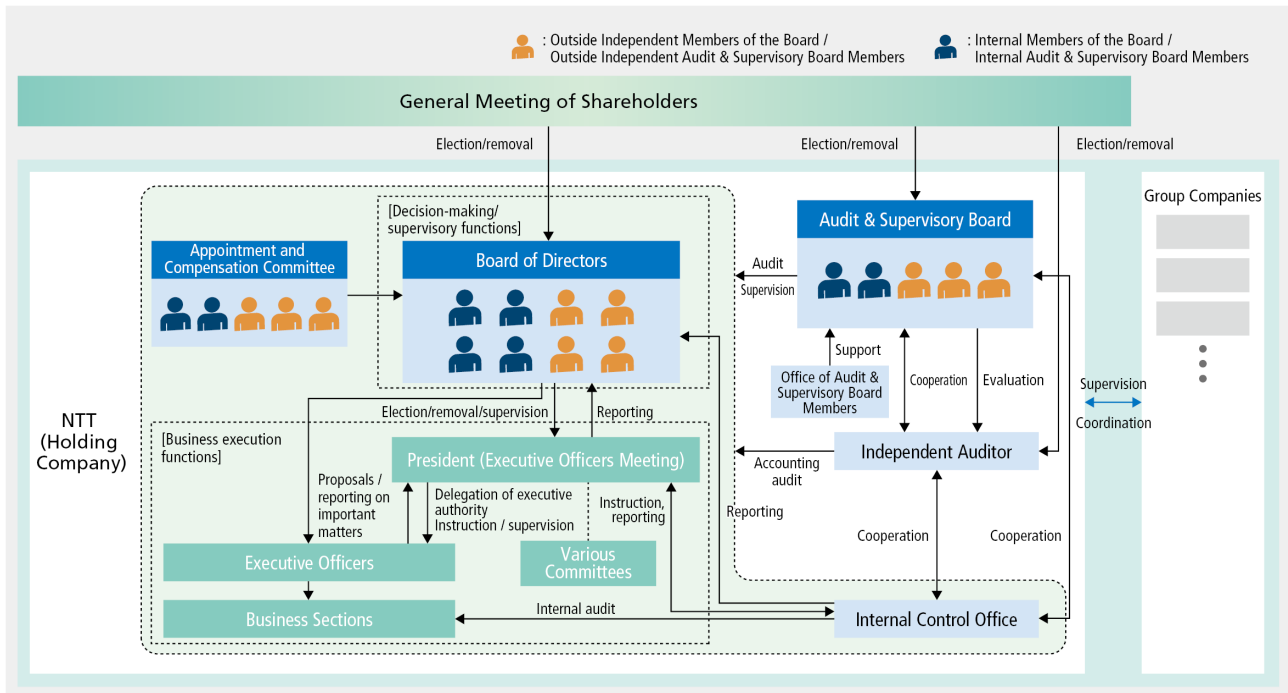 : Outside Independent Members of the Board /
Outside Independent Audit & Supervisory Board Members
: Internal Members of the Board /
Internal Audit & Supervisory Board Members
General Meeting of Shareholders
Election/removal
Election/removal
Election/removal
NTT
(Holding
Company)
[Decision-making/
supervisory functions]
Appointment and
Compensation Committee
Board of Directors
Audit & Supervisory Board
Audit
Supervision
Support
Office of Audit &
Supervisory Board
Members
Cooperation
Evaluation
Group Companies
Supervision
Coordination
Election/removal/supervision
Reporting
[Business execution
functions]
President (Executive Officers Meeting)
Independent Auditor
Accounting
audit
Proposals /
reporting on
important
matters
Delegation of executive
authority
Instruction / supervision
Instruction,
reporting
Reporting
Cooperation
Cooperation
Executive Officers
Various
Committees
Business Sections
Internal audit
Internal Control Office